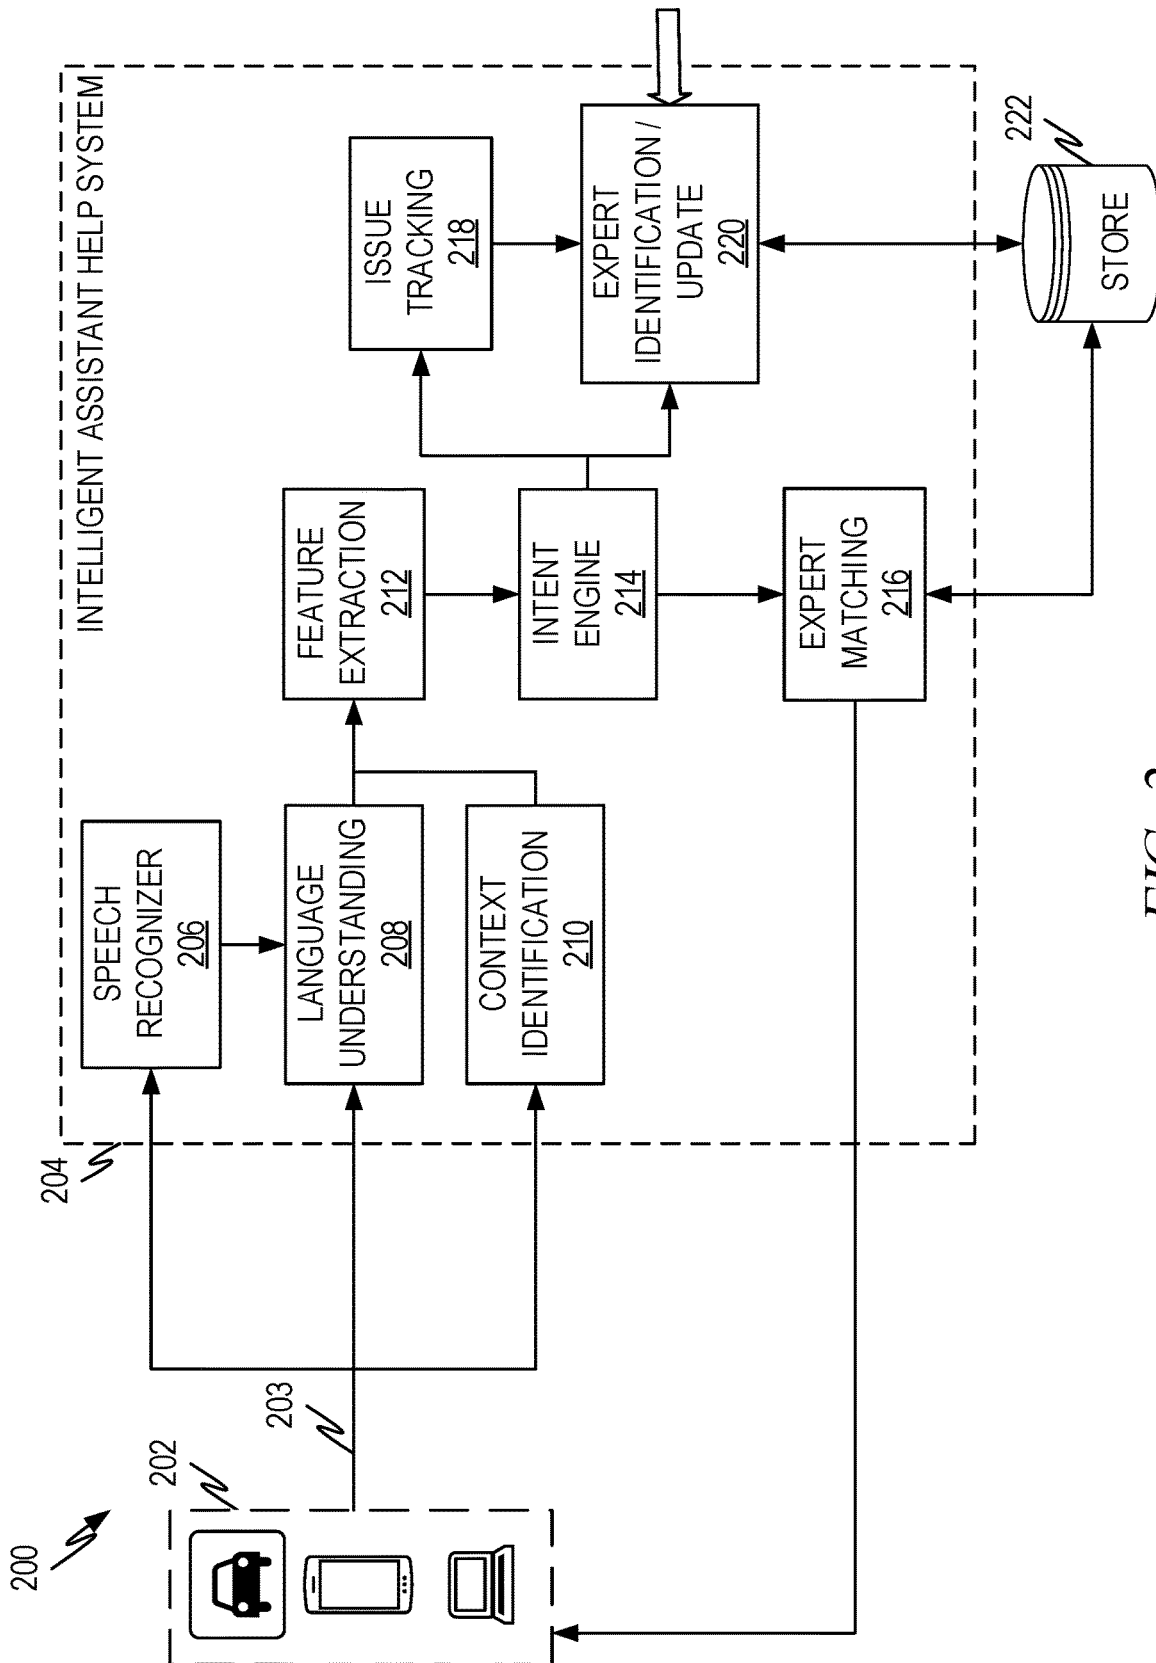 200
202
203
204
INTELLIGENT ASSISTANT HELP SYSTEM
SPEECH
RECOGNIZER
206
LANGUAGE
UNDERSTANDING
208
CONTEXT
IDENTIFICATION
210
FEATURE
EXTRACTION
212
INTENT
ENGINE
214
EXPERT
MATCHING
216
ISSUE
TRACKING
218
EXPERT
IDENTIFICATION /
UPDATE
220
STORE
222
FIG.